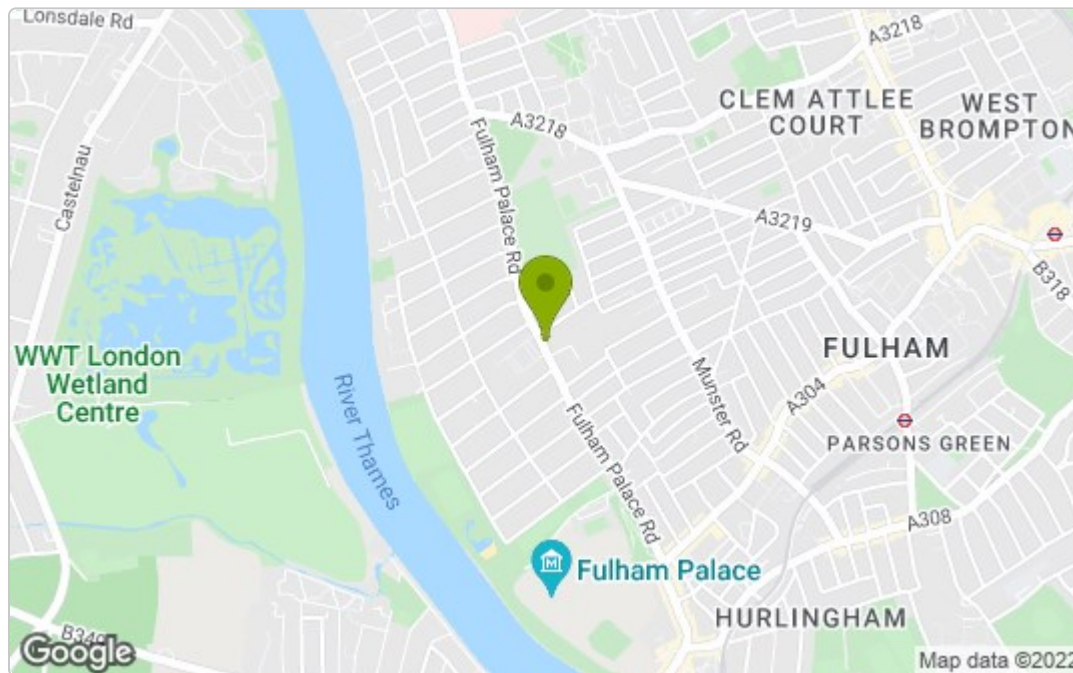 Lonsdale Rd
A3218
CLEM ATTLEE
COURT
WEST
BROMPTON
A3218
Fulham Palace Rd
Castelnau
A3219
B318
WWT London
Wetland
Centre
River Thames
FULHAM
Munster Rd
A304
PARSONS GREEN
Fulham Palace Rd
A308
M
Fulham Palace
HURLINGHAM
B349
Google
Map data ©2022